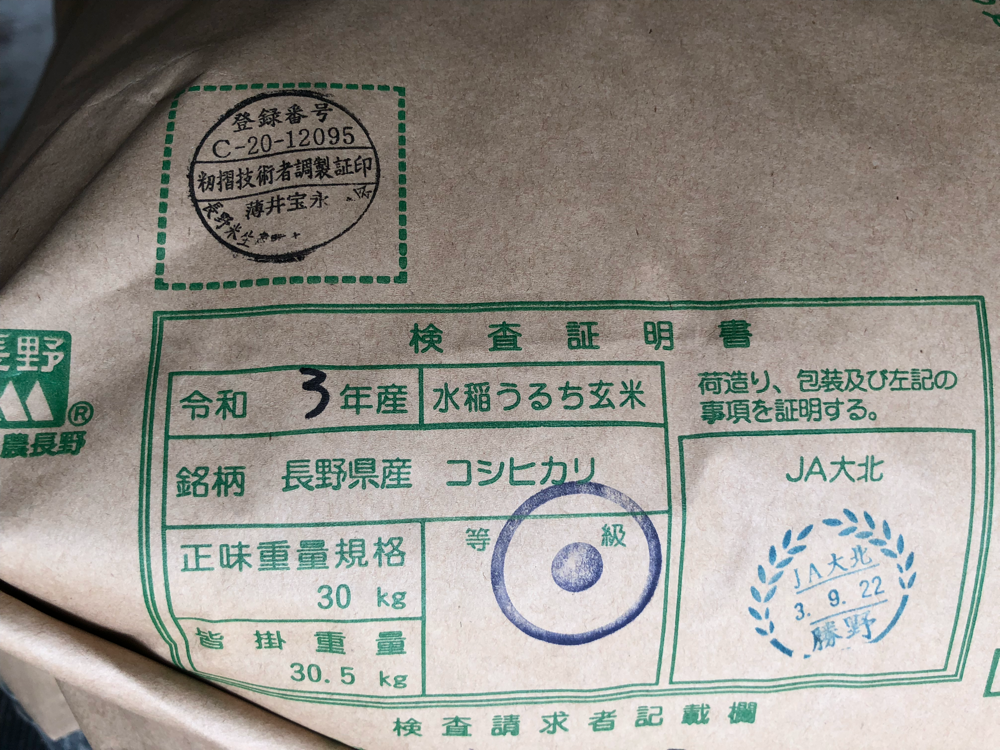 登録番号
C-20-12095
籾摺技術者調製証印
薄井宝永
長野米
検査証明書
令和 3 年産
水稲うるち玄米
荷造り、包装及び左記の
事項を証明する。
銘柄 長野県産 コシヒカリ
JA大北
正味重量規格
30 kg
等級
JA大北
3. 9. 22
勝野
皆掛重量
30.5 kg
長野
®
農長野
検査請求者記載欄